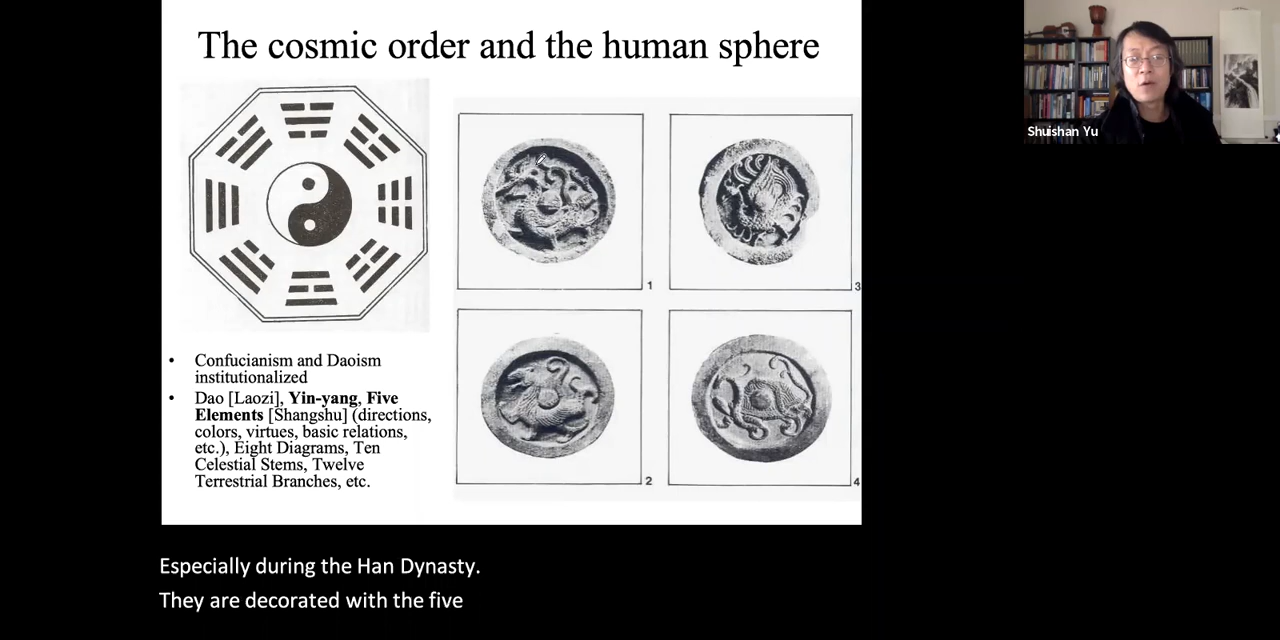 The cosmic order and the human sphere
Shuishan Yu
1
3
2
4
• Confucianism and Daoism
institutionalized
• Dao [Laozi], Yin-yang, Five
Elements [Shangshu] (directions,
colors, virtues, basic relations,
etc.), Eight Diagrams, Ten
Celestial Stems, Twelve
Terrestrial Branches, etc.
Especially during the Han Dynasty.
They are decorated with the five